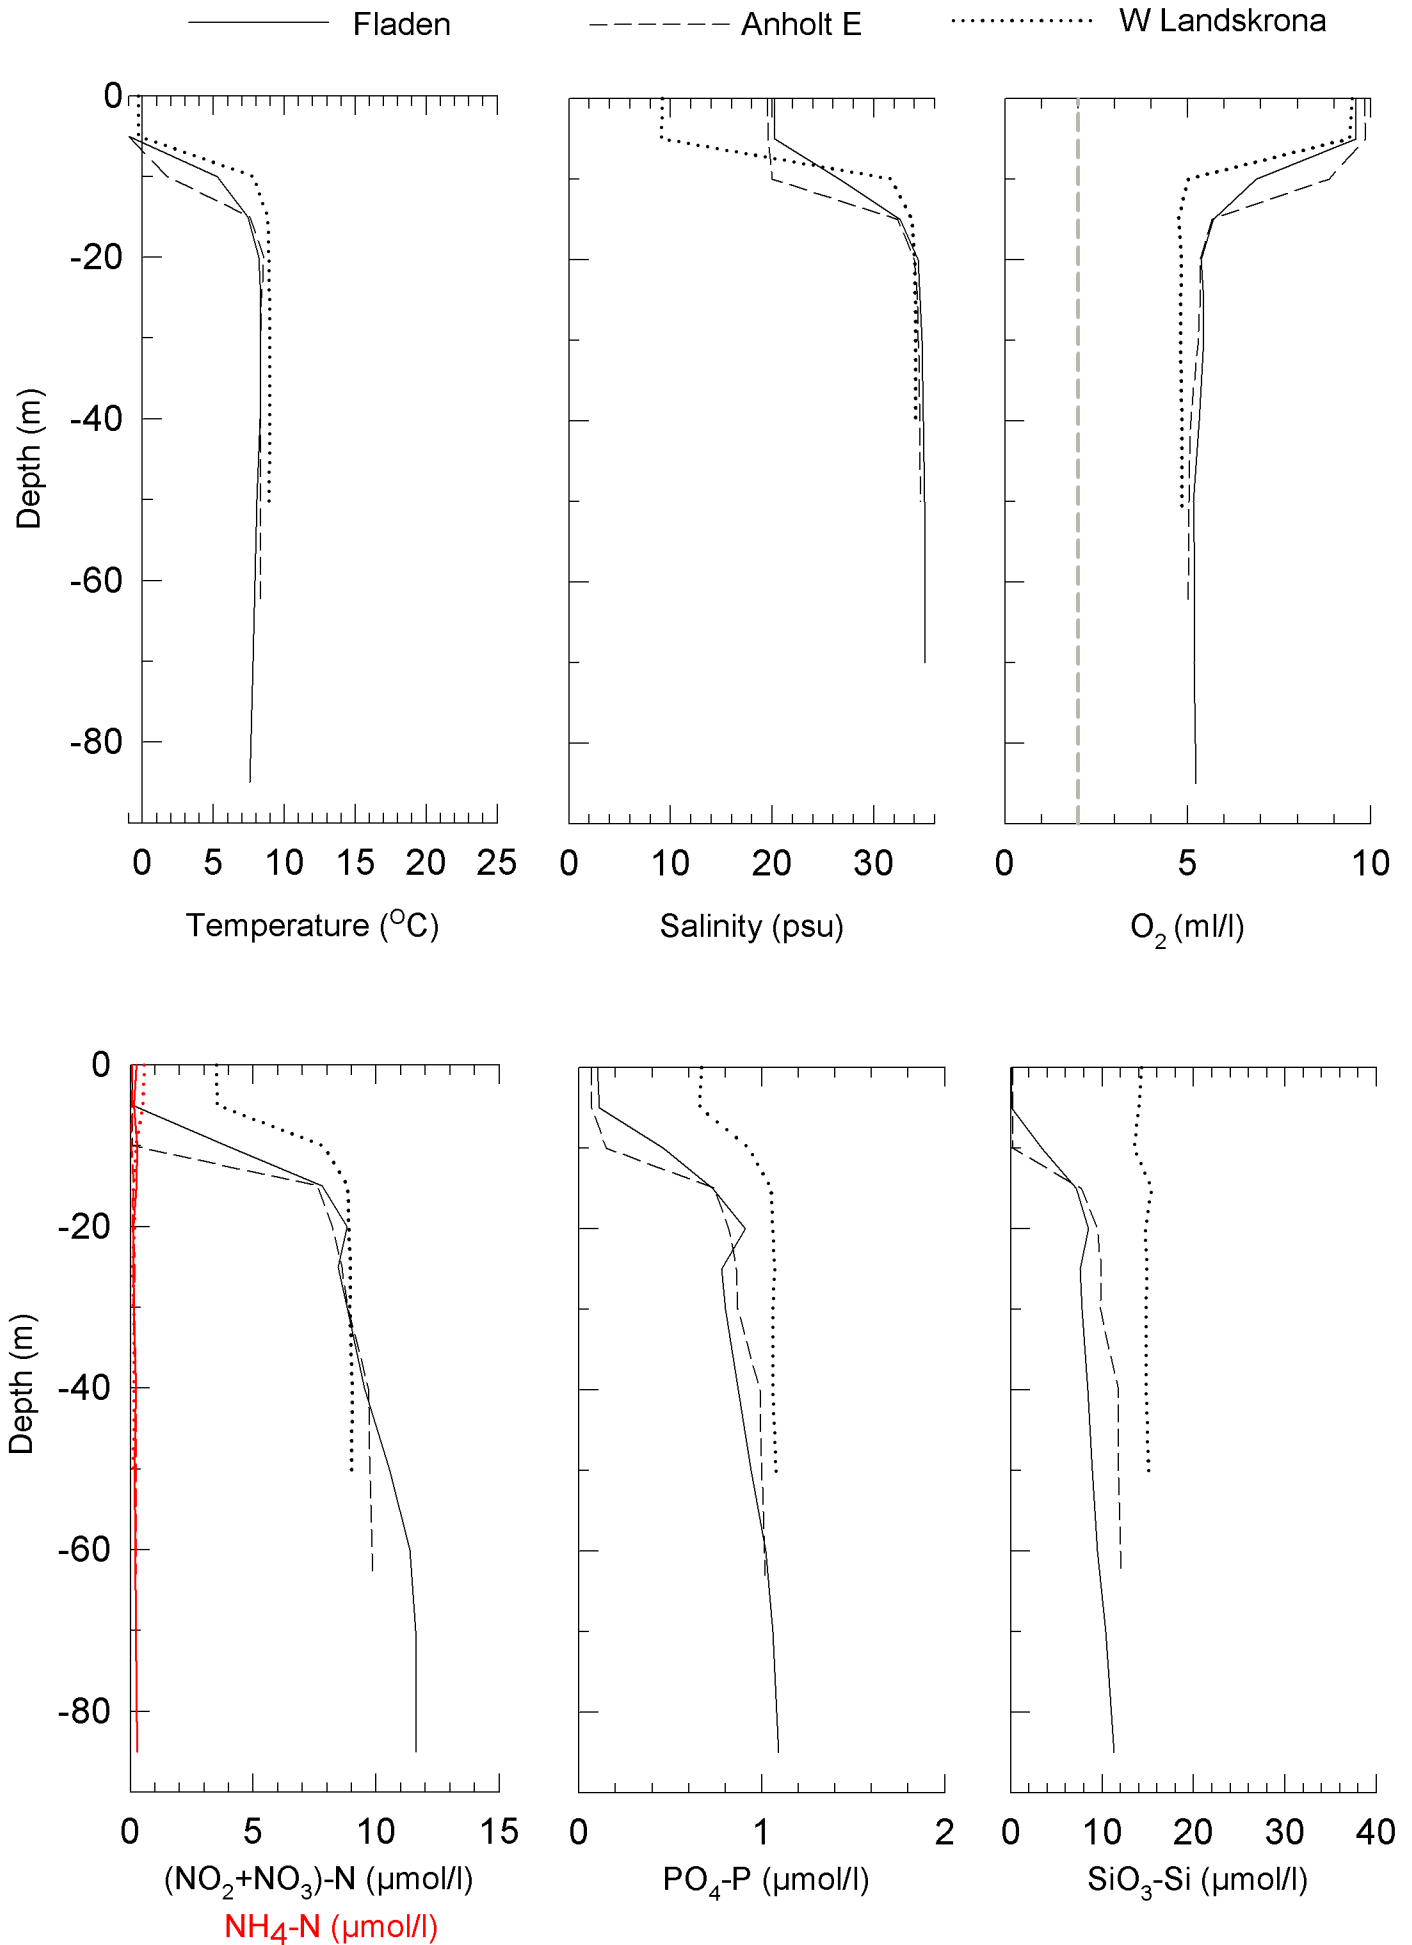 Fladen Anholt E W Landskrona
0
-20
-40
-60
-80
Depth (m)
0 5 10 15 20 25 0 10 20 30 0 5 10
Temperature (OC) Salinity (psu) O2 (ml/l)
0
-20
-40
-60
-80
Depth (m)
0 5 10 15 0 1 2 0 10 20 30 40
(NO2+NO3)-N (µmol/l) PO4-P (µmol/l) SiO3-Si (µmol/l)
NH4-N (µmol/l)